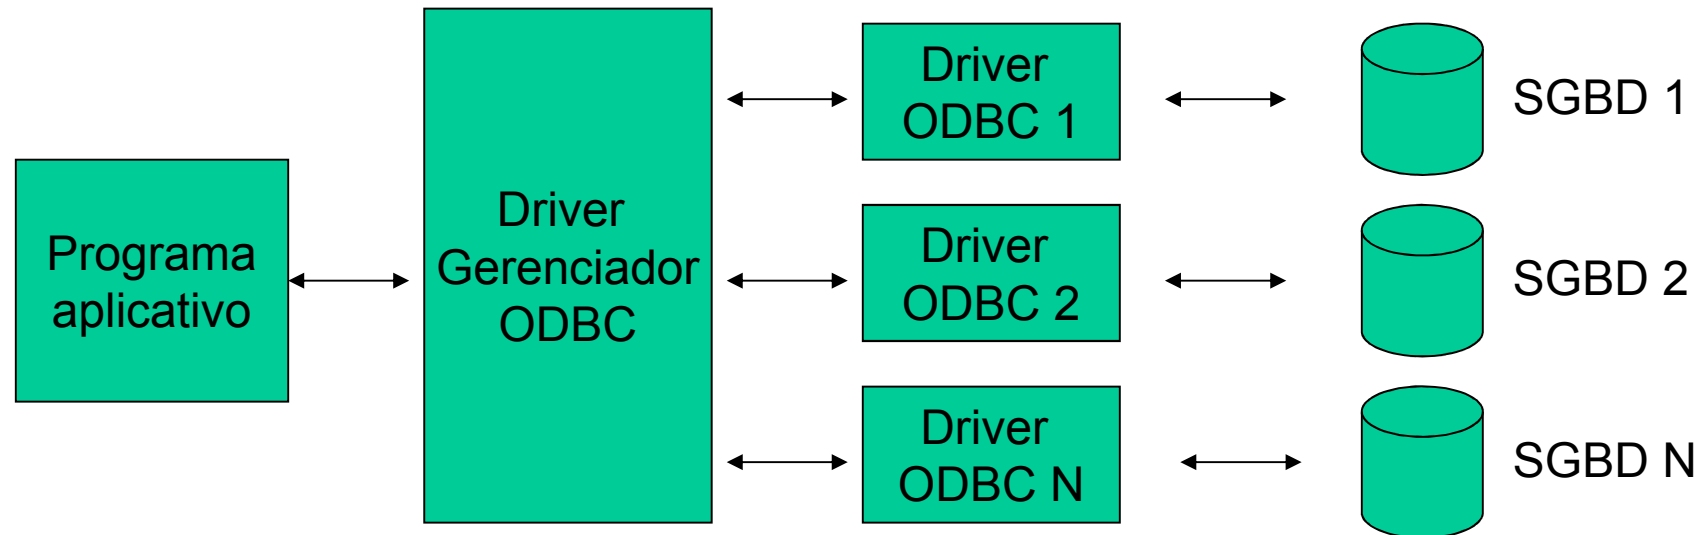 Programa
aplicativo
Driver
Gerenciador
ODBC
Driver
ODBC 1
SGBD 1
Driver
ODBC 2
SGBD 2
Driver
ODBC N
SGBD N